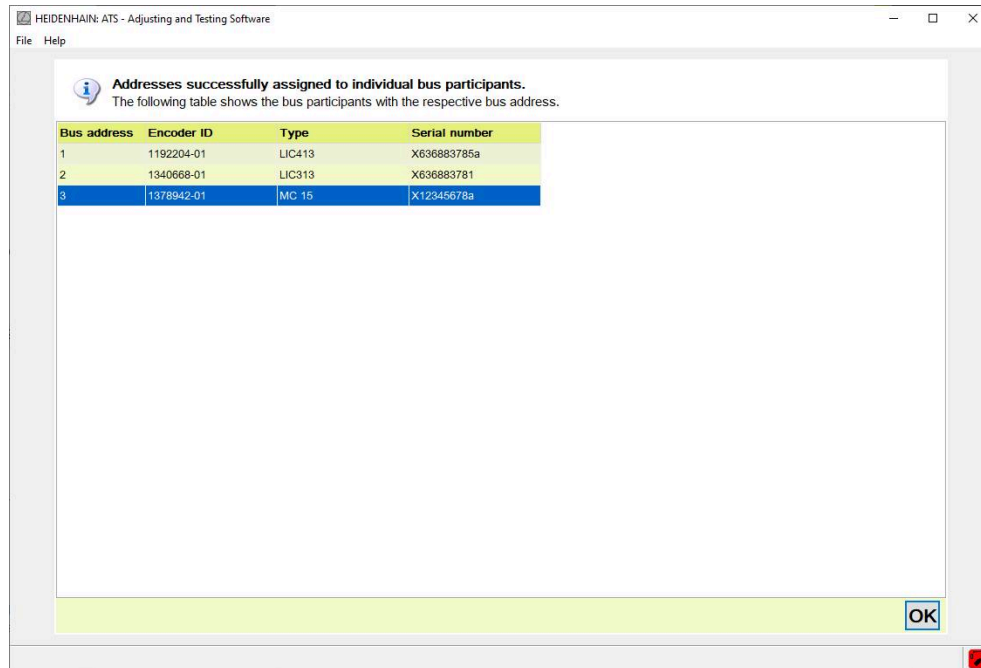 HEIDENHAIN: ATS - Adjusting and Testing Software
File Help
Addresses successfully assigned to individual bus participants.
The following table shows the bus participants with the respective bus address.
Bus address Encoder ID Type Serial number
1 1192204-01 LIC413 X636883785a
2 1340668-01 LIC313 X636883781
3 1378942-01 MC 15 X12345678a
OK